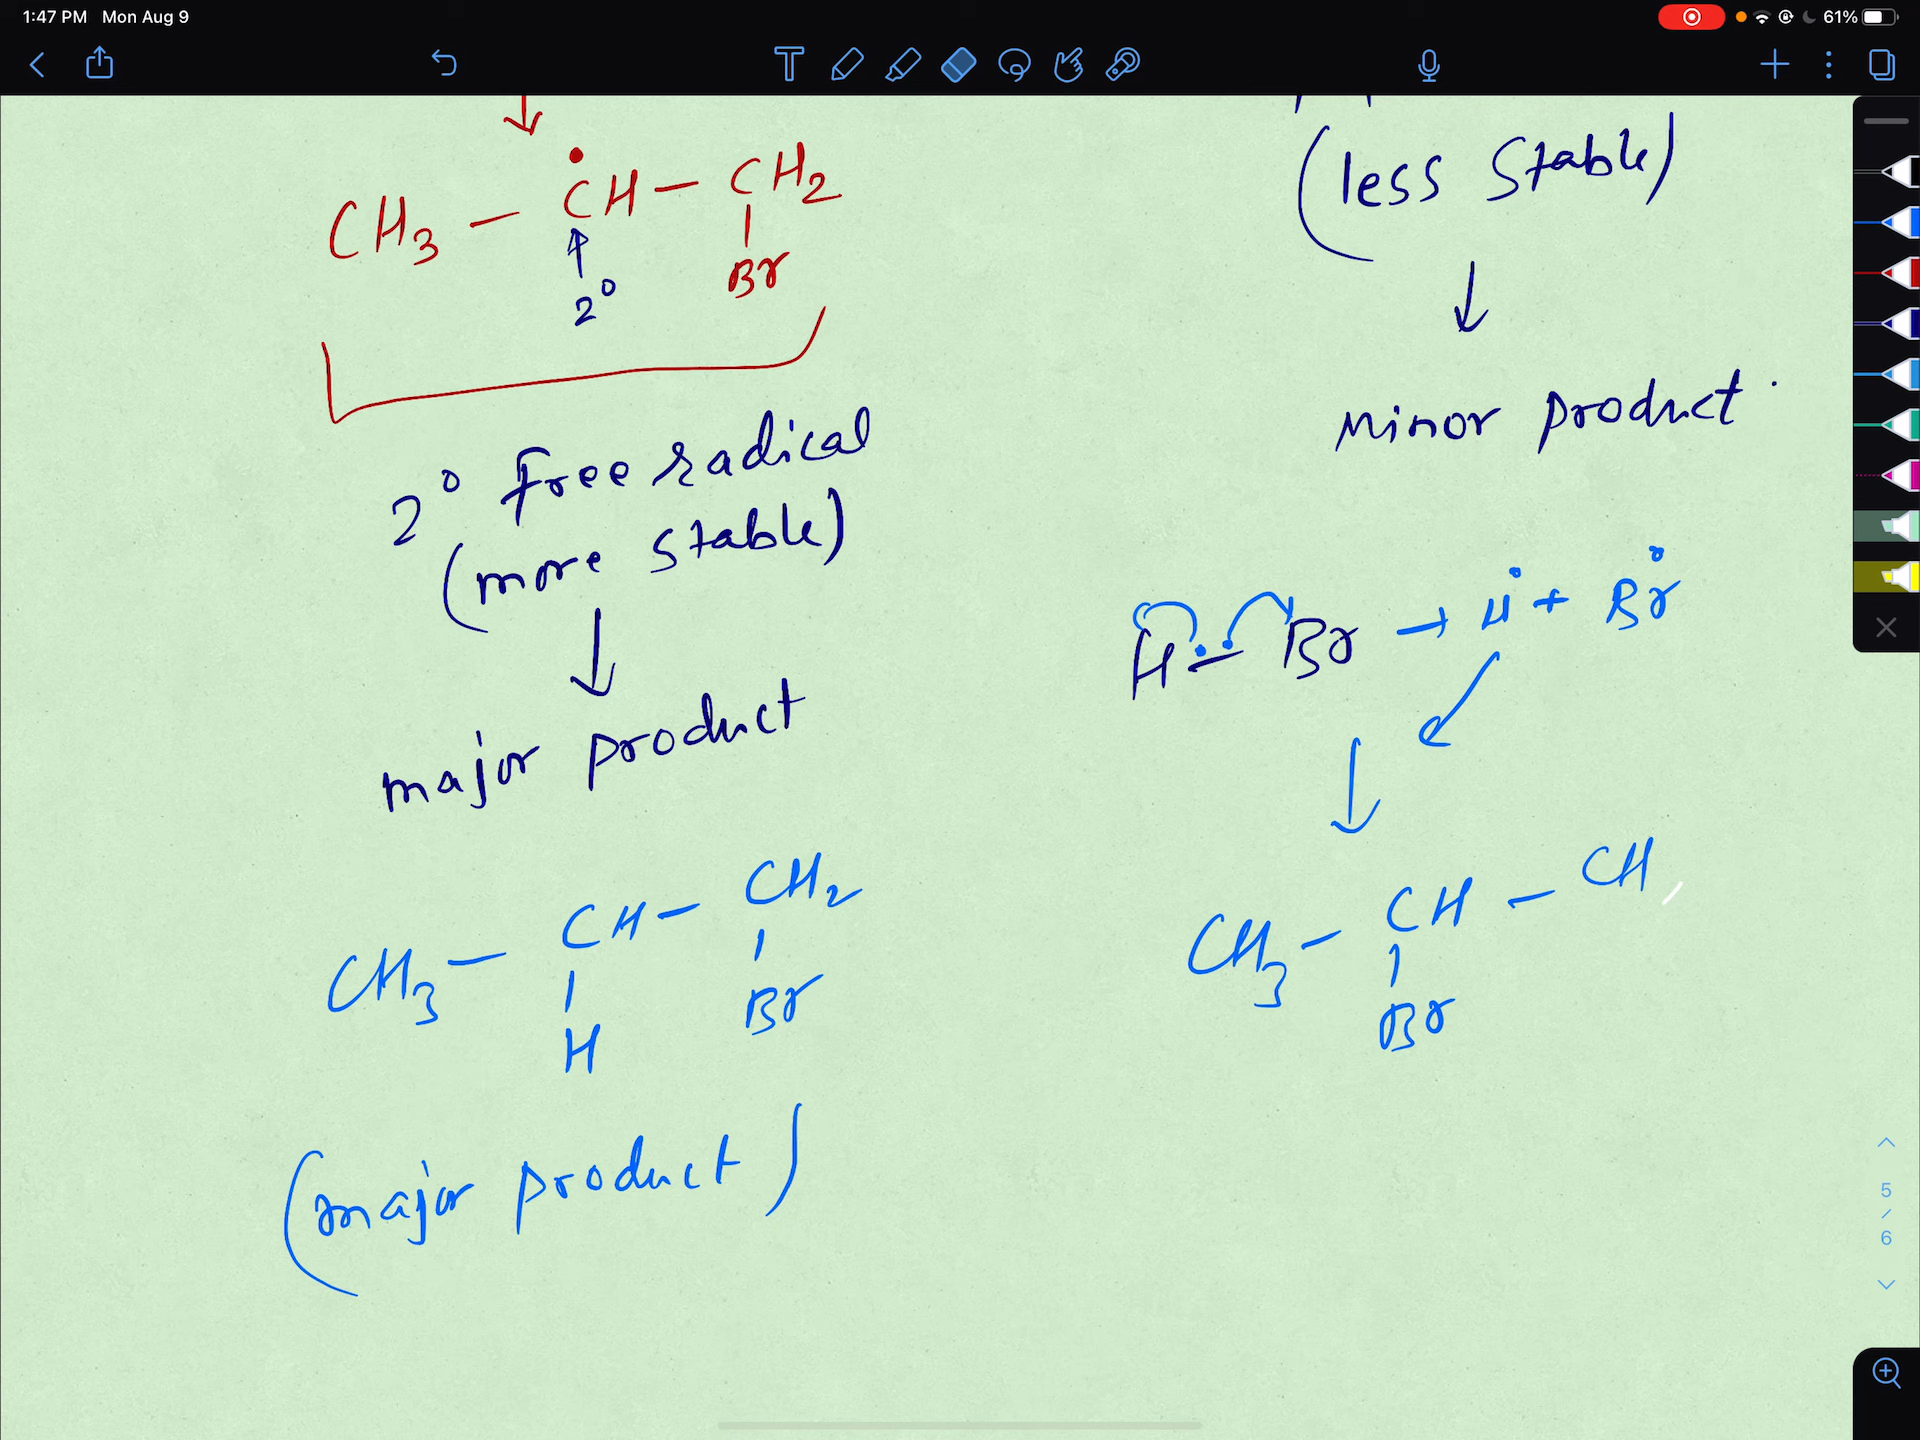 1:47 PM Mon Aug 9
61%
CH3 – ĊH – CH2
Br
2°
2° free radical
(more stable)
major product
CH3 – CH – CH2
H Br
(major product)
(less stable)
Minor product.
H – Br → H• + Br•
CH3 – CH – CH
Br
5
/
6